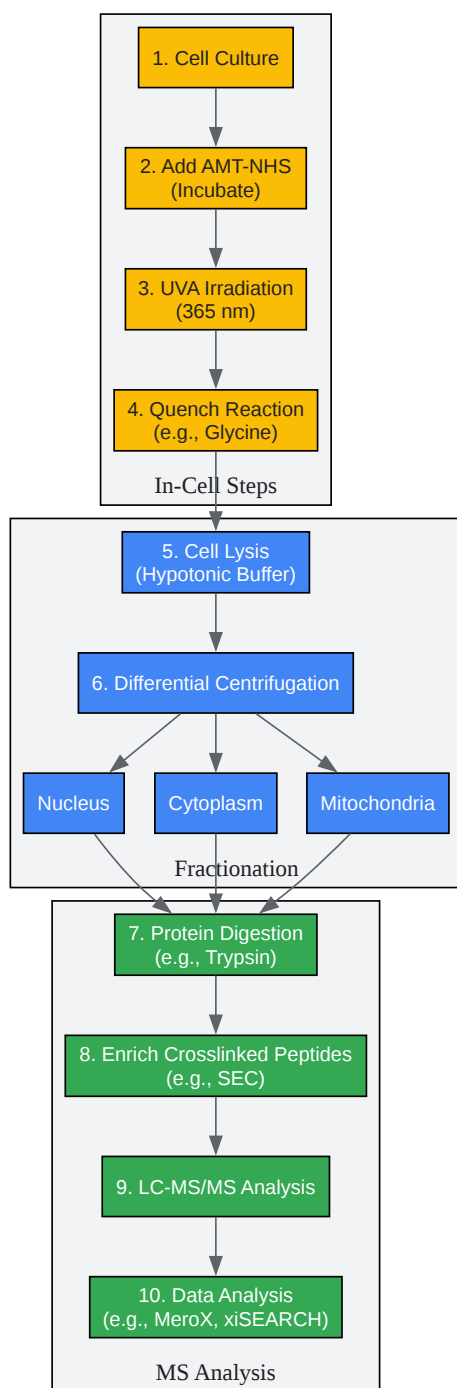 1. Cell Culture
2. Add AMT-NHS
(Incubate)
3. UVA Irradiation
(365 nm)
4. Quench Reaction
(e.g., Glycine)
In-Cell Steps
5. Cell Lysis
(Hypotonic Buffer)
6. Differential Centrifugation
Nucleus
Cytoplasm
Mitochondria
Fractionation
7. Protein Digestion
(e.g., Trypsin)
8. Enrich Crosslinked Peptides
(e.g., SEC)
9. LC-MS/MS Analysis
10. Data Analysis
(e.g., MeroX, xiSEARCH)
MS Analysis